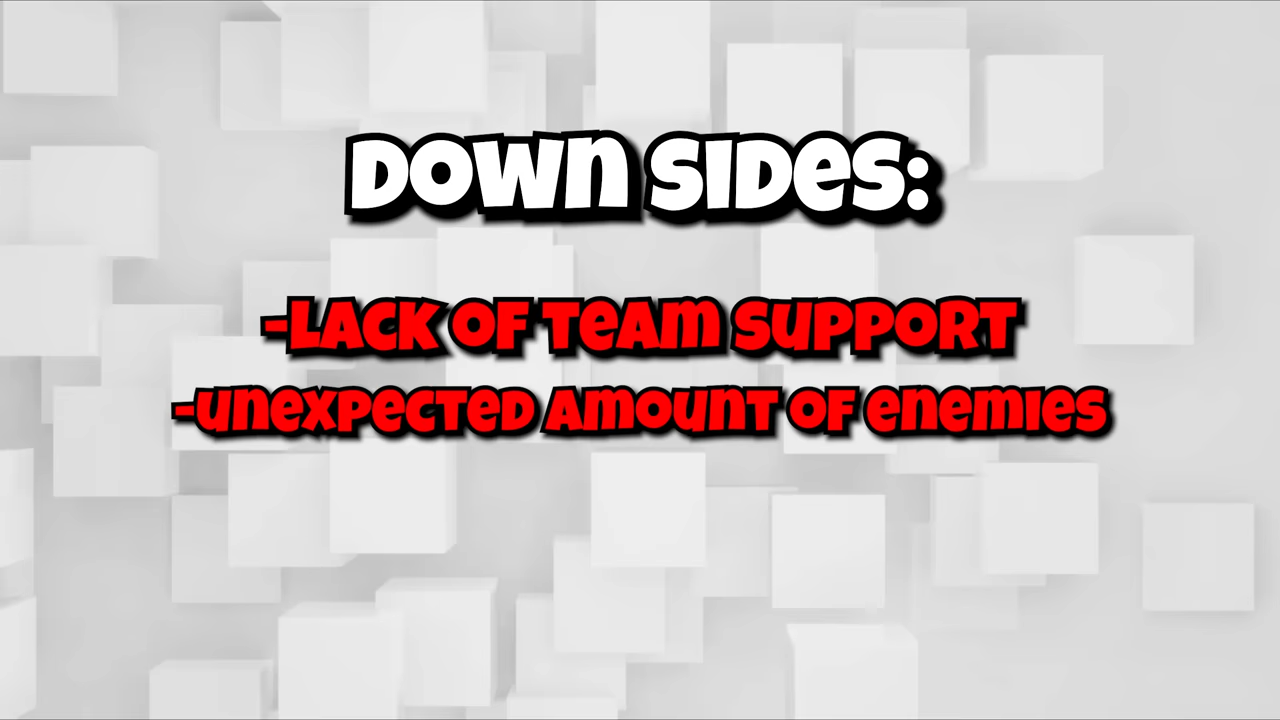 Down Sides:
-Lack of Team Support
-unexpected amount of enemies